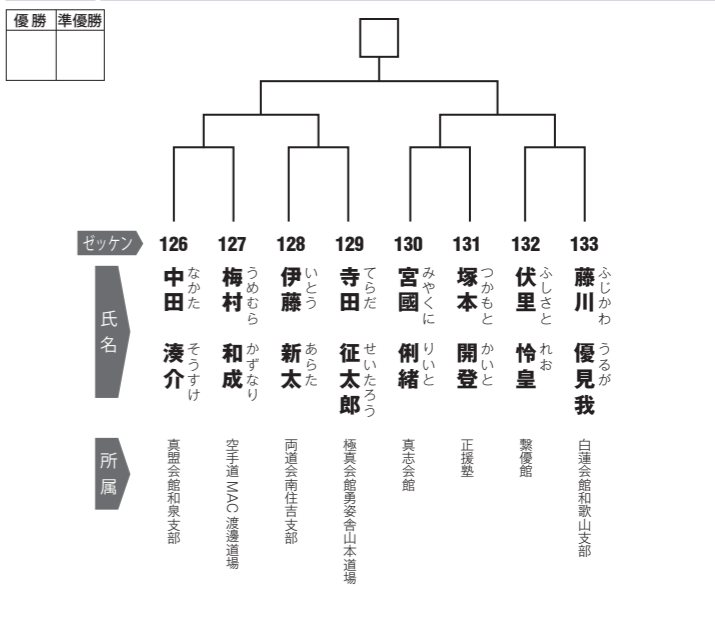 優勝 準優勝
ゼッケン 126 127 128 129 130 131 132 133
氏名
中田 湊介
なかた そうすけ
梅村 和成
うめむら かずなり
伊藤 新太
いとう あらた
寺田 征太郎
てらだ せいたろう
宮國 俐緒
みやくに りいと
塚本 開登
つかもと かいと
伏里 怜皇
ふしさと れお
藤川 優見我
ふじかわ うるが
所属
真盟会館和泉支部
空手道 MAC 渡邊道場
両道会南住吉支部
極真会館勇姿舎山本道場
真志会館
正援塾
繋優館
白蓮会館和歌山支部